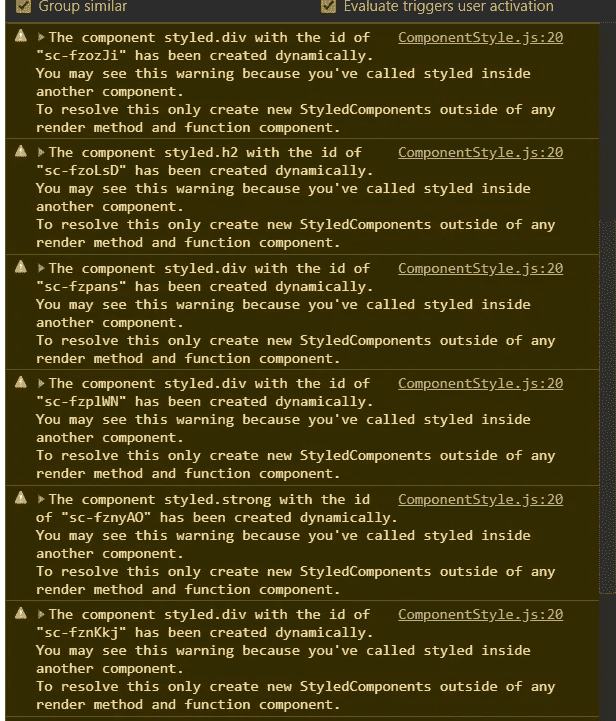 Group similar Evaluate triggers user activation
The component styled.div with the id of ComponentStyle.js:20
"sc-fzozJi" has been created dynamically.
You may see this warning because you've called styled inside
another component.
To resolve this only create new StyledComponents outside of any
render method and function component.
The component styled.h2 with the id of ComponentStyle.js:20
"sc-fzoLsD" has been created dynamically.
You may see this warning because you've called styled inside
another component.
To resolve this only create new StyledComponents outside of any
render method and function component.
The component styled.div with the id of ComponentStyle.js:20
"sc-fzpans" has been created dynamically.
You may see this warning because you've called styled inside
another component.
To resolve this only create new StyledComponents outside of any
render method and function component.
The component styled.div with the id of ComponentStyle.js:20
"sc-fzplWN" has been created dynamically.
You may see this warning because you've called styled inside
another component.
To resolve this only create new StyledComponents outside of any
render method and function component.
The component styled.strong with the id ComponentStyle.js:20
of "sc-fznyAO" has been created dynamically.
You may see this warning because you've called styled inside
another component.
To resolve this only create new StyledComponents outside of any
render method and function component.
The component styled.div with the id of ComponentStyle.js:20
"sc-fznKkj" has been created dynamically.
You may see this warning because you've called styled inside
another component.
To resolve this only create new StyledComponents outside of any
render method and function component.